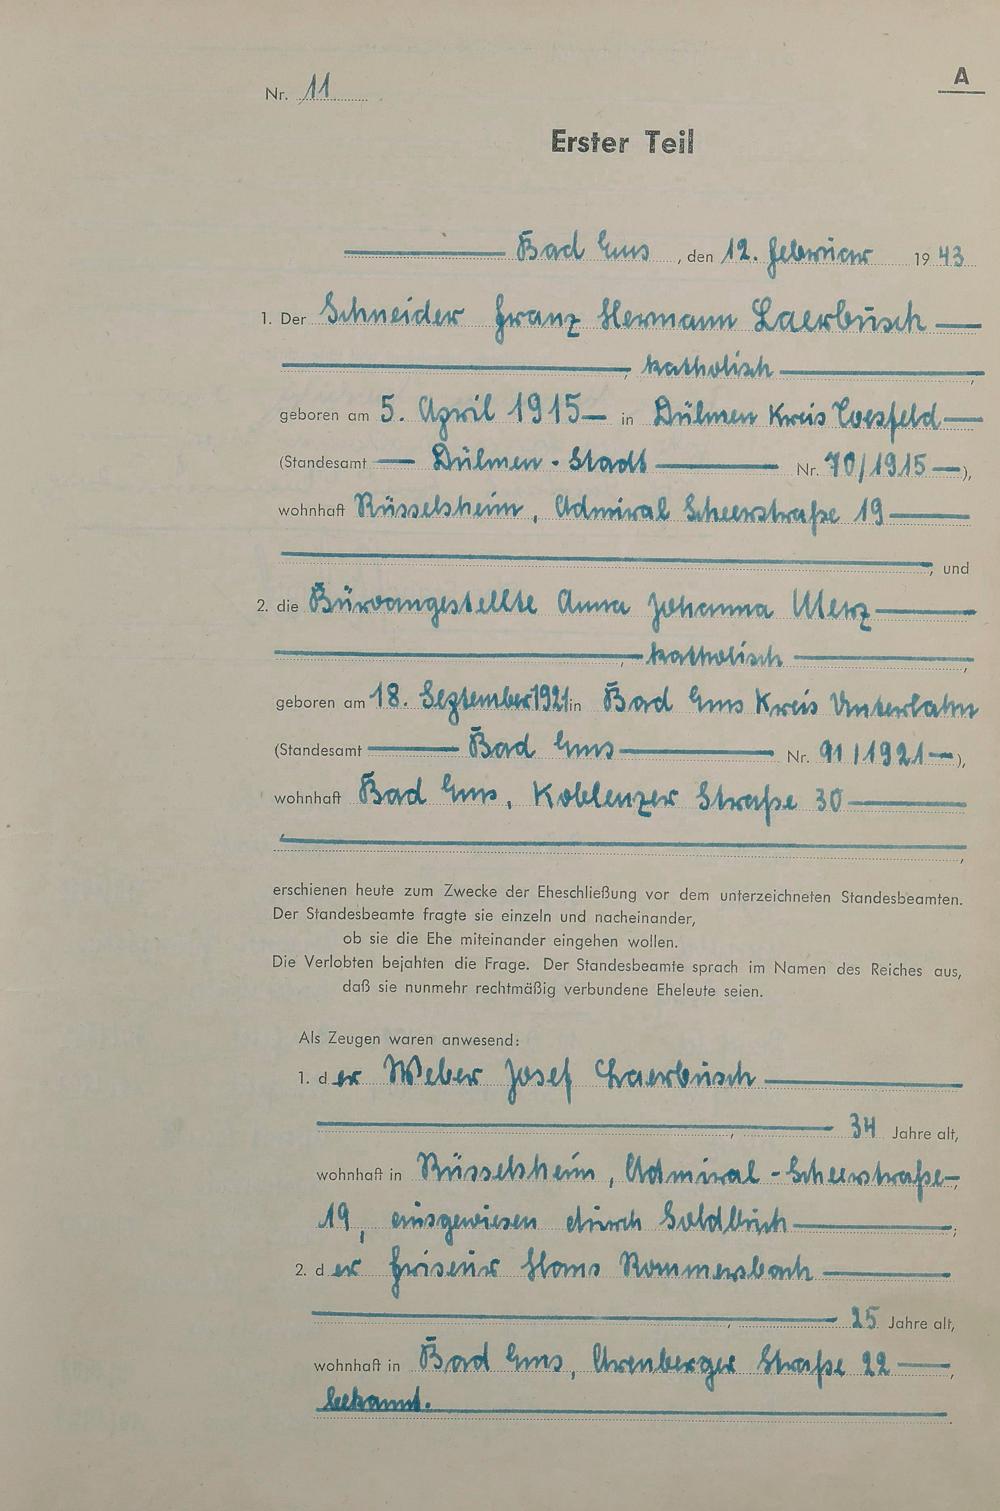 A
Nr. 11
Erster Teil
Bad Ems, den 12. Februar 1943
1. Der Schneider Franz Hermann Laerbusch
, katholisch ,
geboren am 5. April 1915 in Dülmen Kreis Coesfeld
(Standesamt Dülmen-Stadt Nr. 70/1915),
wohnhaft Rüsselsheim, Admiral Scheerstraße 19
, und
2. die Büroangestellte Anna Johanna Merz
, katholisch ,
geboren am 18. September 1921 in Bad Ems Kreis Unterlahn
(Standesamt Bad Ems Nr. 91/1921),
wohnhaft Bad Ems, Koblenzer Straße 30
,
erschienen heute zum Zwecke der Eheschließung vor dem unterzeichneten Standesbeamten.
Der Standesbeamte fragte sie einzeln und nacheinander,
ob sie die Ehe miteinander eingehen wollen.
Die Verlobten bejahten die Frage. Der Standesbeamte sprach im Namen des Reiches aus,
daß sie nunmehr rechtmäßig verbundene Eheleute seien.
Als Zeugen waren anwesend:
1. der Weber Josef Laerbusch
, 34 Jahre alt,
wohnhaft in Rüsselsheim, Admiral-Scheerstraße,
19, ausgewiesen durch Soldbuch ;
2. der Friseur Hans Rommersbach
, 25 Jahre alt,
wohnhaft in Bad Ems, Arenberger Straße 22 ,
bekannt.